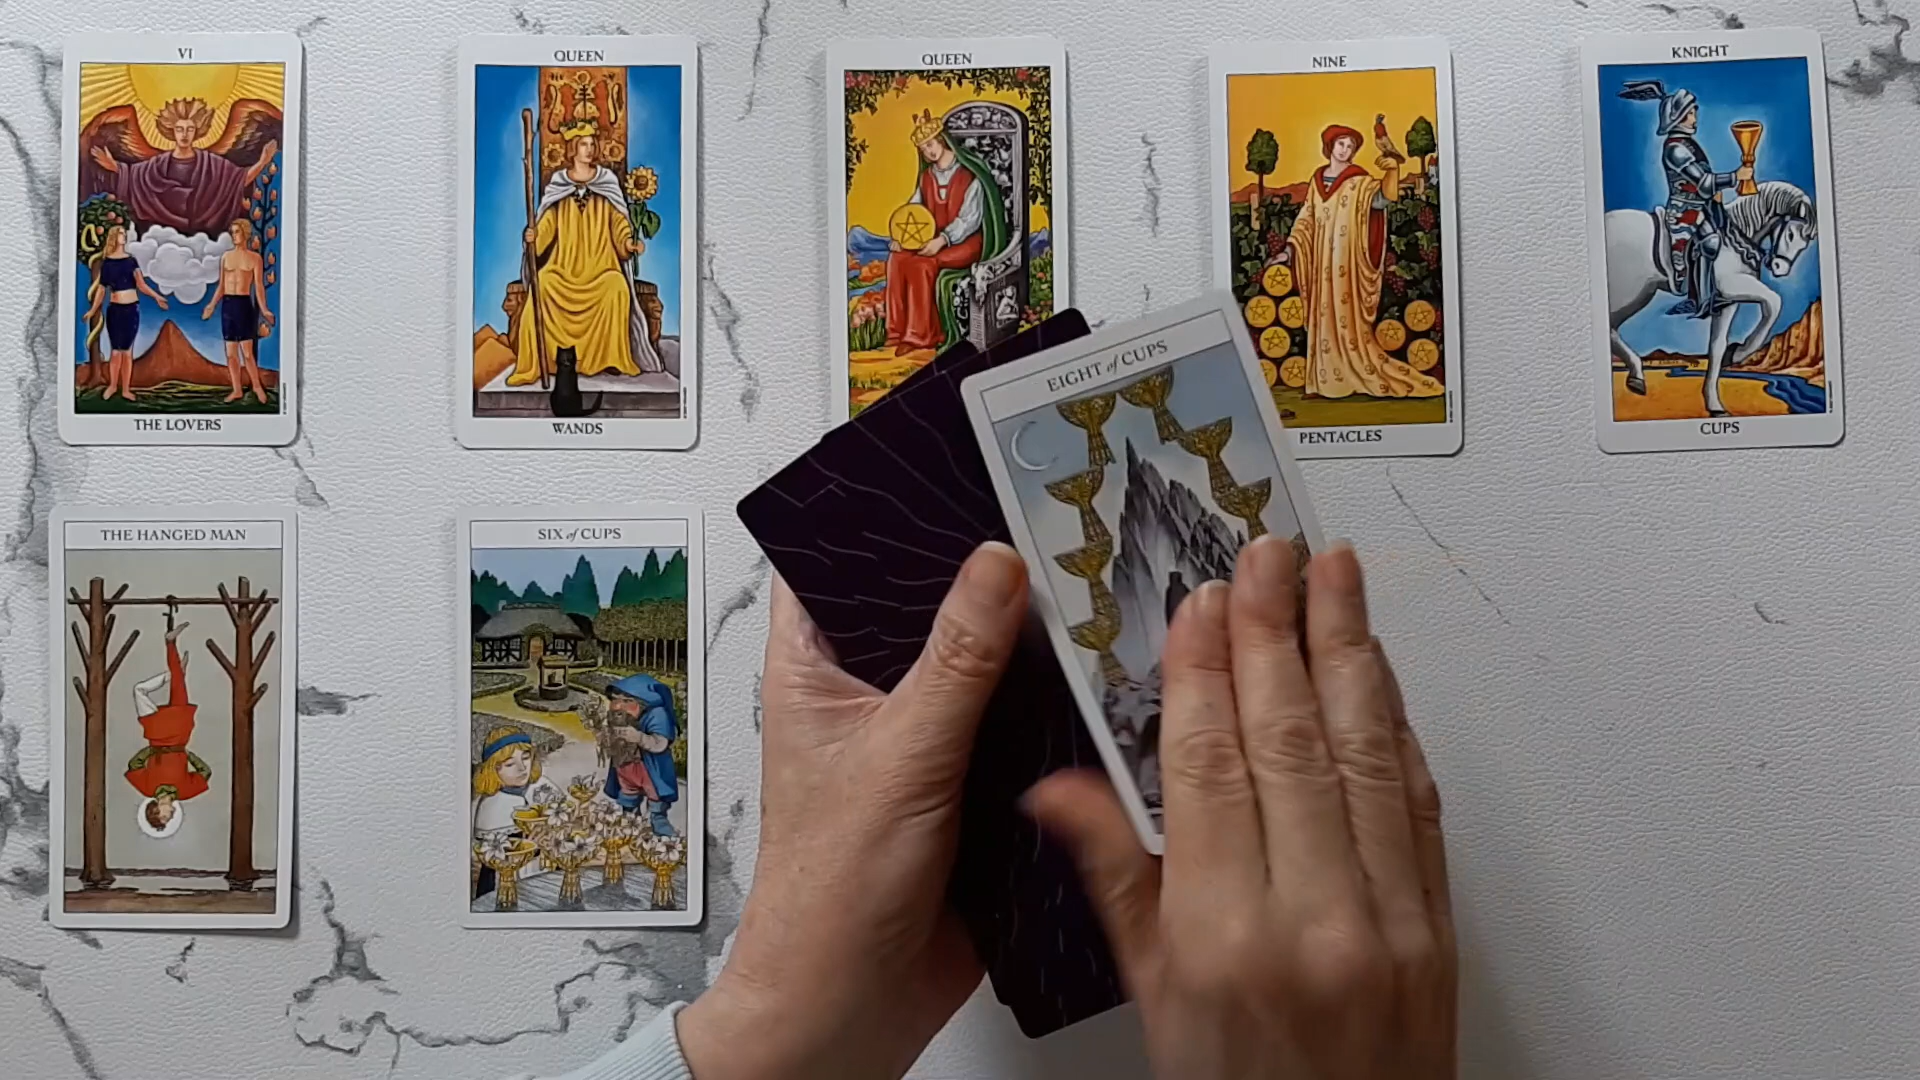 VI
THE LOVERS
QUEEN
WANDS
QUEEN
NINE
PENTACLES
KNIGHT
CUPS
THE HANGED MAN
SIX of CUPS
EIGHT of CUPS